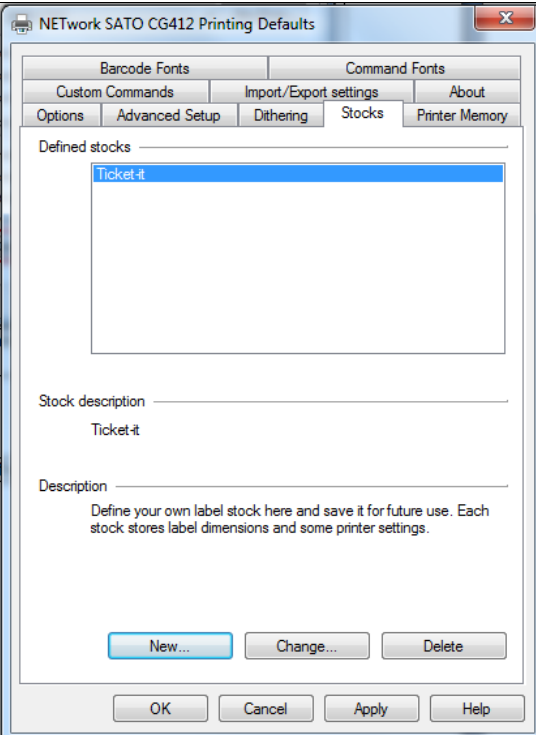 NETwork SATO CG412 Printing Defaults
Barcode Fonts Command Fonts
Custom Commands Import/Export settings About
Options Advanced Setup Dithering Stocks Printer Memory
Defined stocks
Ticket-it
Stock description
Ticket-it
Description
Define your own label stock here and save it for future use. Each
stock stores label dimensions and some printer settings.
New... Change... Delete
OK Cancel Apply Help